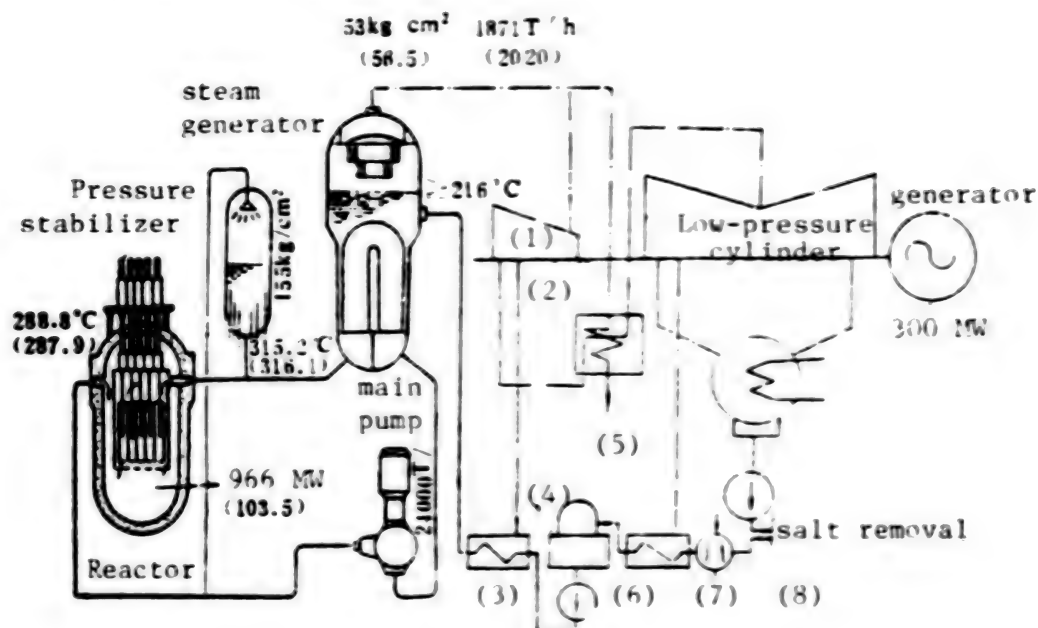 53kg cm² 1871T/h
(56.5) (2020)
steam
generator
216°C
Pressure
stabilizer
155kg/cm²
generator
(1)
Low-pressure
cylinder
(2)
288.8°C
(287.9)
315.2°C
(316.1)
300 MW
main
pump
(5)
966 MW
(103.5)
21000T/
(4)
salt removal
Reactor
(3) (6) (7) (8)